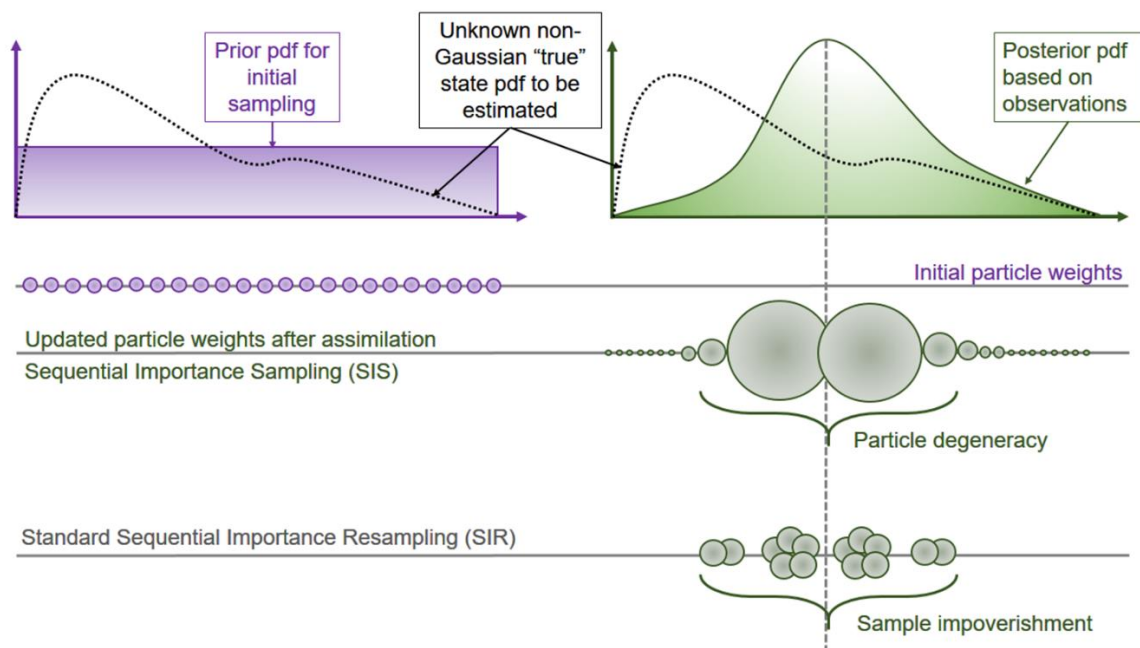 Prior pdf for
initial
sampling
Unknown non-
Gaussian “true”
state pdf to be
estimated
Posterior pdf
based on
observations
Initial particle weights
Updated particle weights after assimilation
Sequential Importance Sampling (SIS)
Particle degeneracy
Standard Sequential Importance Resampling (SIR)
Sample impoverishment